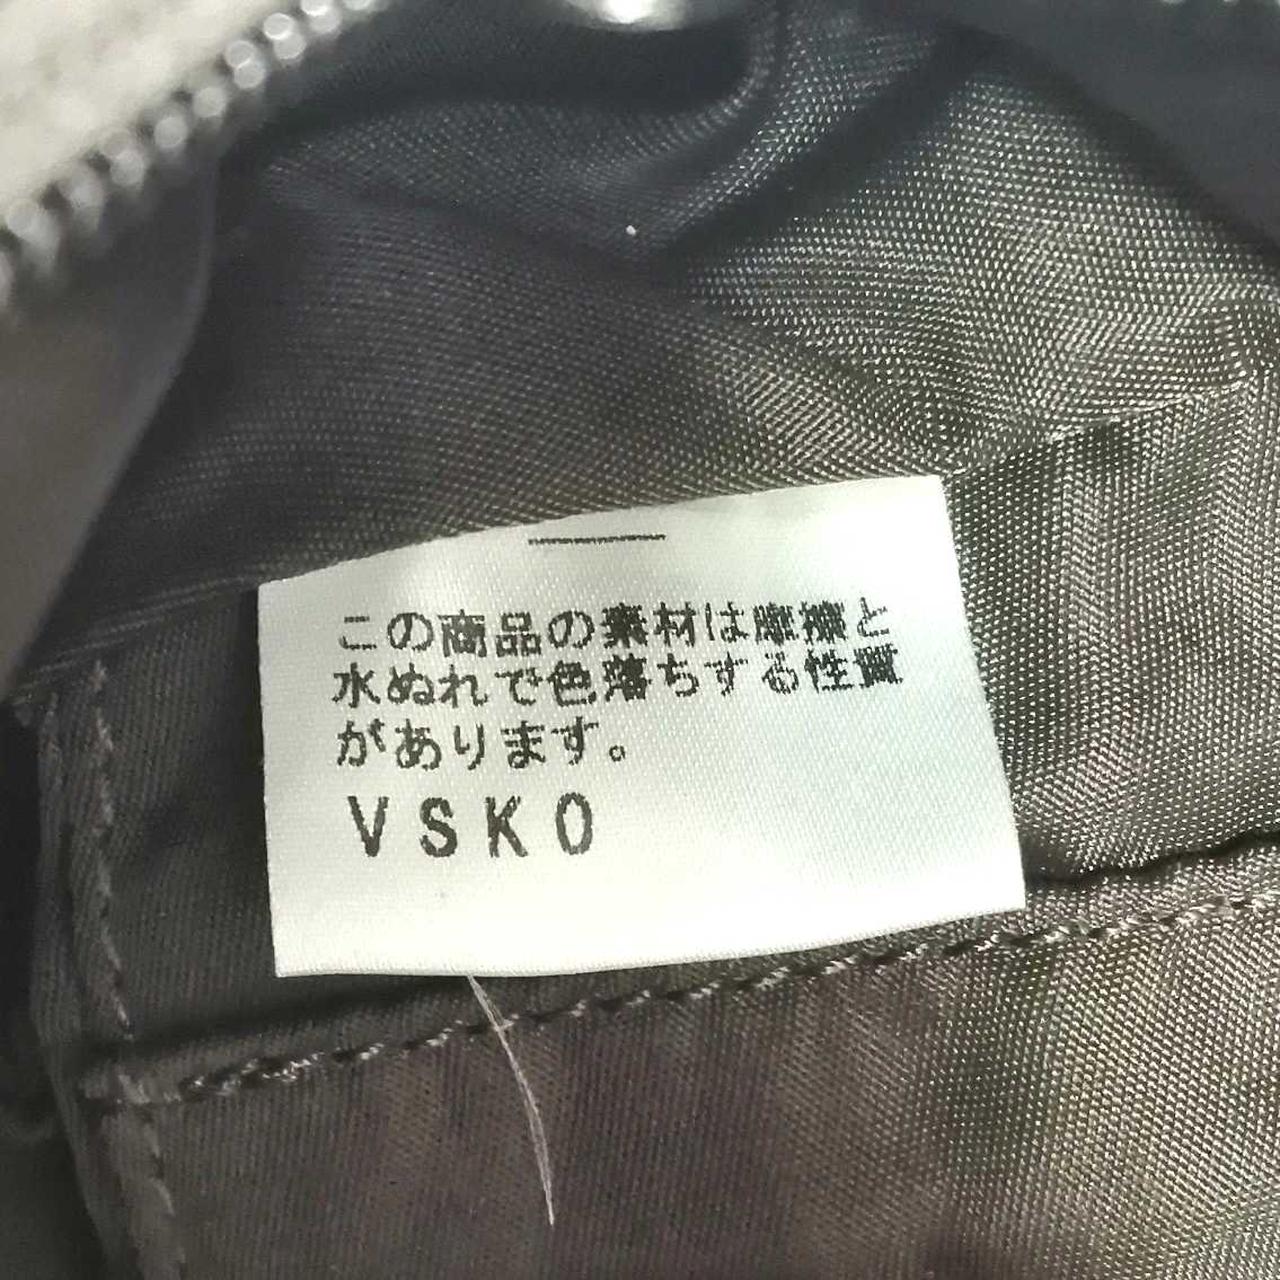 この商品の素材は摩擦と
水ぬれで色落ちする性質
があります。
VSKO